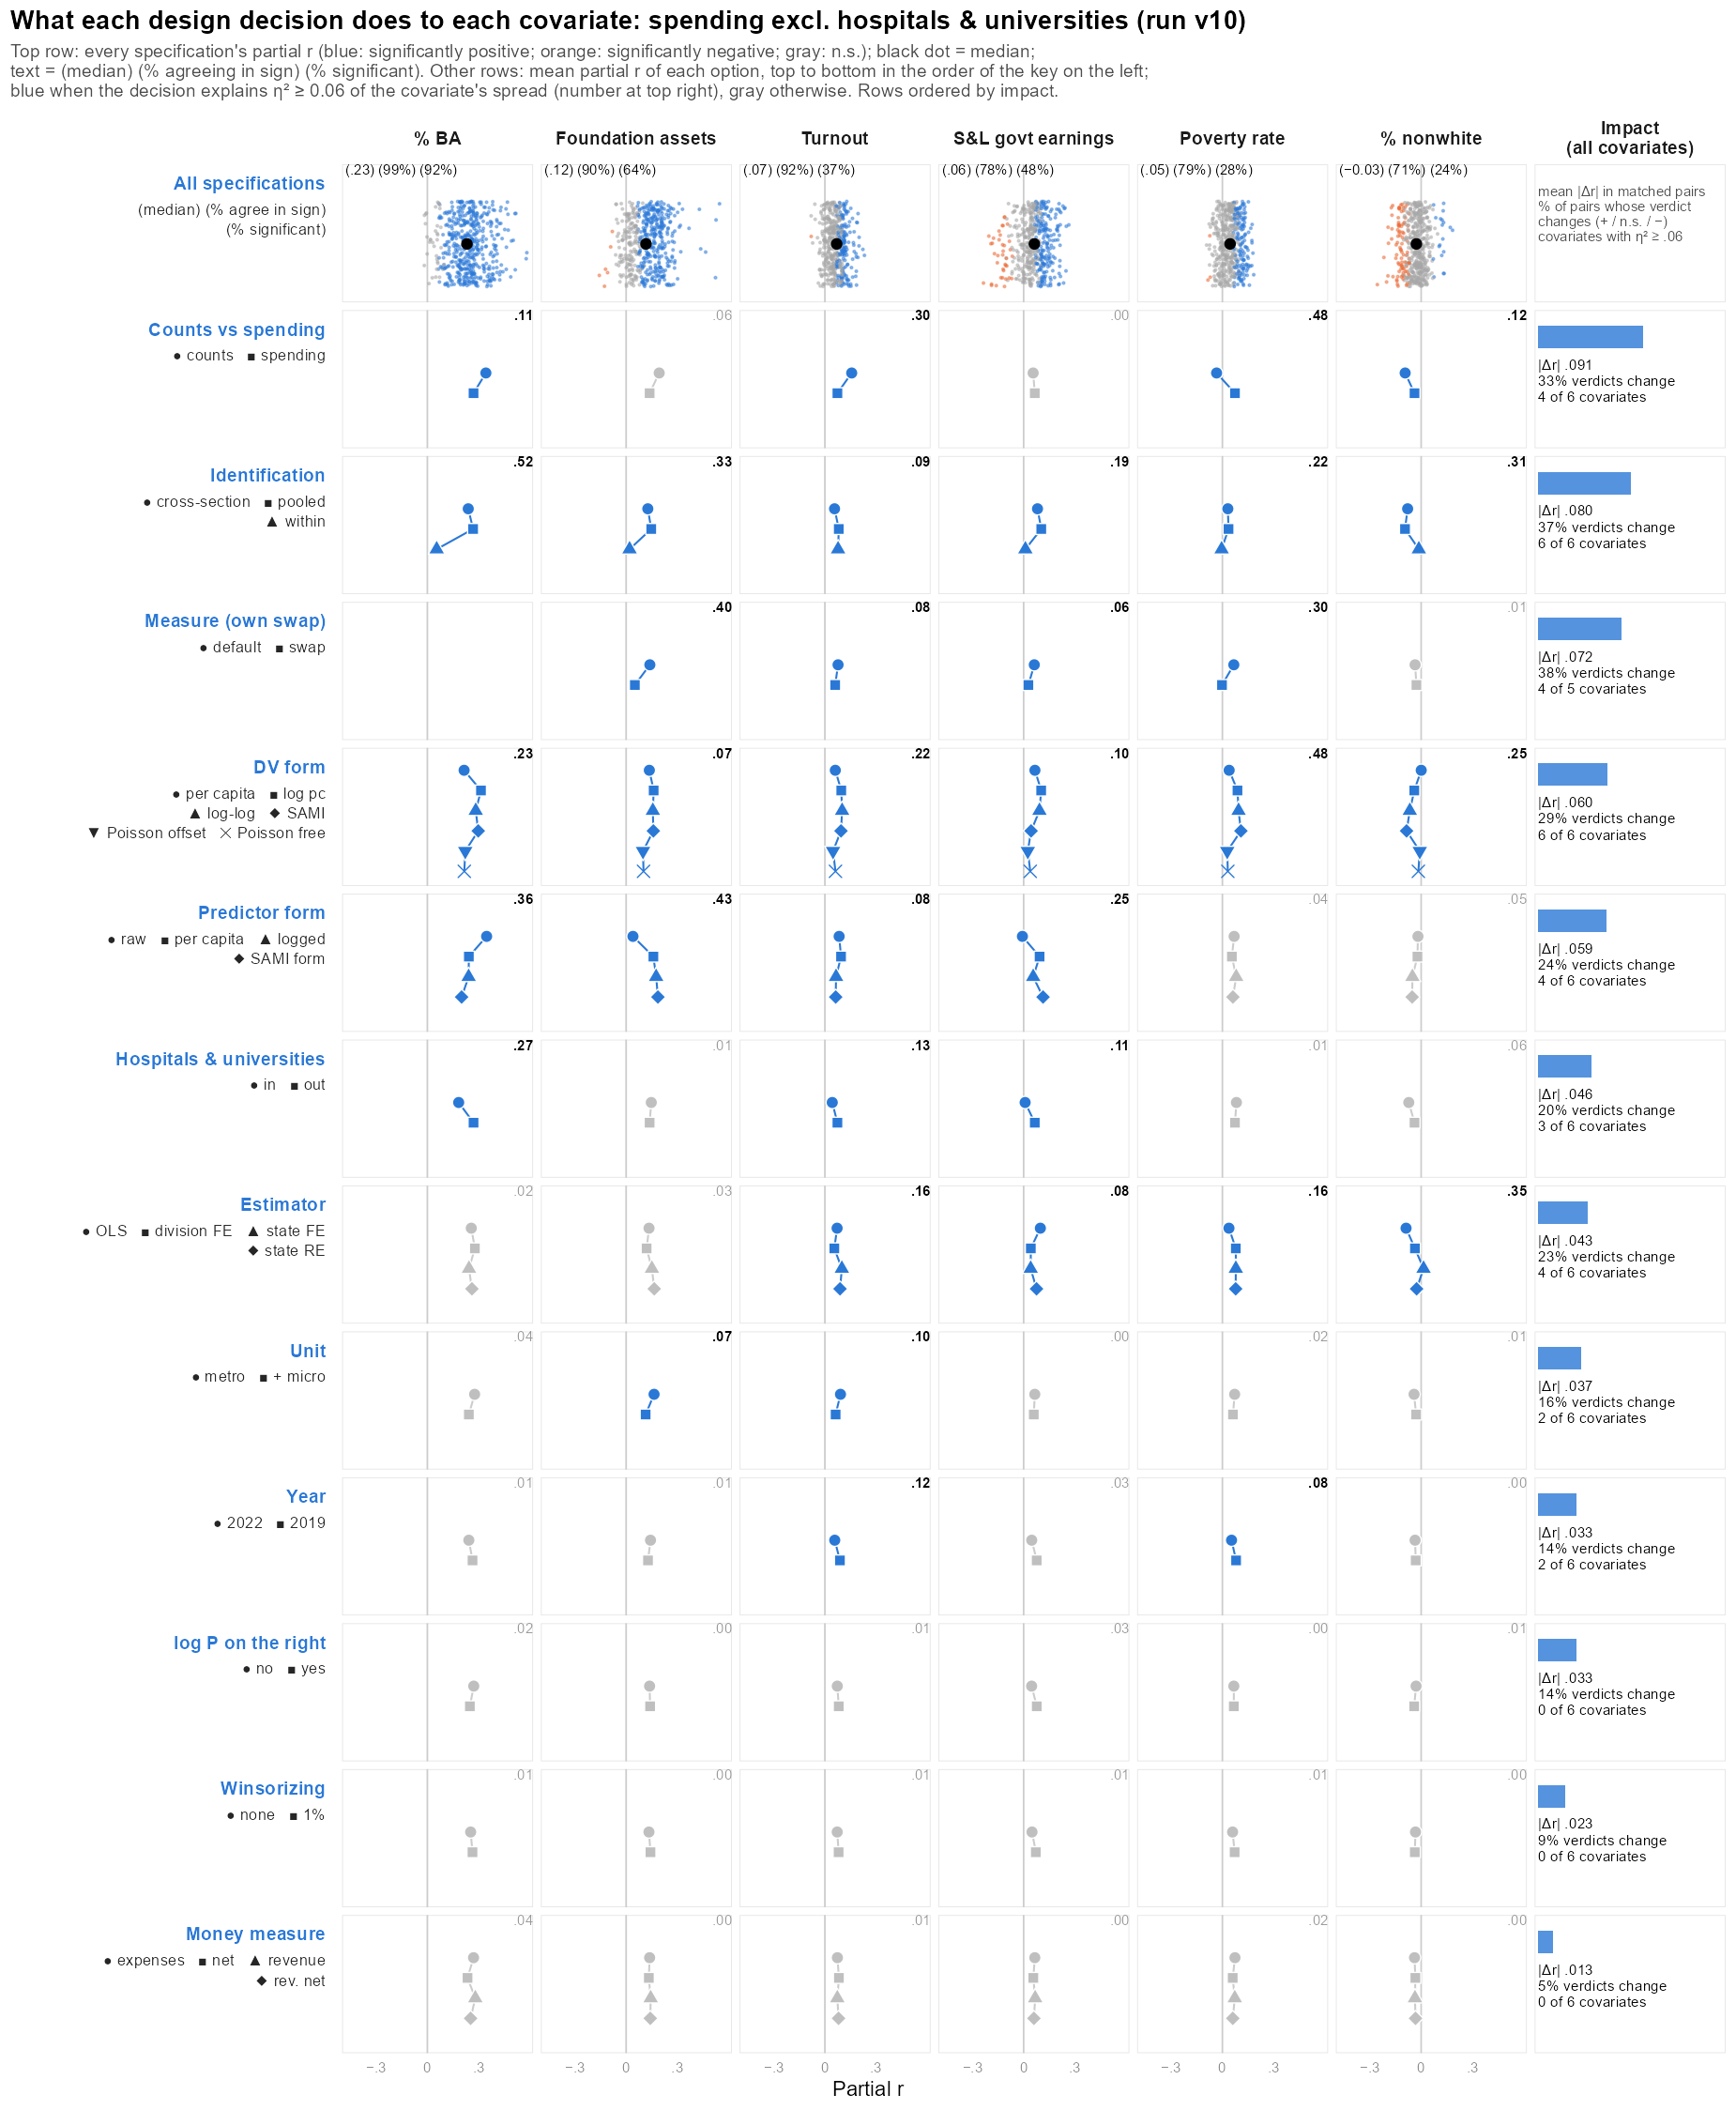 What each design decision does to each covariate: spending excl. hospitals & universities (run v10)
Top row: every specification's partial r (blue: significantly positive; orange: significantly negative; gray: n.s.); black dot = median;
text = (median) (% agreeing in sign) (% significant). Other rows: mean partial r of each option, top to bottom in the order of the key on the left;
blue when the decision explains η² ≥ 0.06 of the covariate's spread (number at top right), gray otherwise. Rows ordered by impact.
% BA Foundation assets Turnout S&L govt earnings Poverty rate % nonwhite Impact
(all covariates)
(.23) (99%) (92%) (.12) (90%) (64%) (.07) (92%) (37%) (.06) (78%) (48%) (.05) (79%) (28%) (−0.03) (71%) (24%)
All specifications
(median) (% agree in sign)
(% significant)
mean |Δr| in matched pairs
% of pairs whose verdict
changes (+ / n.s. / −)
covariates with η² ≥ .06
.11 .06 .30 .00 .48 .12
Counts vs spending
● counts ■ spending
|Δr| .091
33% verdicts change
4 of 6 covariates
.52 .33 .09 .19 .22 .31
Identification
● cross-section ■ pooled
▲ within
|Δr| .080
37% verdicts change
6 of 6 covariates
.40 .08 .06 .30 .01
Measure (own swap)
● default ■ swap
|Δr| .072
38% verdicts change
4 of 5 covariates
.23 .07 .22 .10 .48 .25
DV form
● per capita ■ log pc
▲ log-log ◆ SAMI
▼ Poisson offset ✕ Poisson free
|Δr| .060
29% verdicts change
6 of 6 covariates
.36 .43 .08 .25 .04 .05
Predictor form
● raw ■ per capita ▲ logged
◆ SAMI form
|Δr| .059
24% verdicts change
4 of 6 covariates
.27 .01 .13 .11 .01 .06
Hospitals & universities
● in ■ out
|Δr| .046
20% verdicts change
3 of 6 covariates
.02 .03 .16 .08 .16 .35
Estimator
● OLS ■ division FE ▲ state FE
◆ state RE
|Δr| .043
23% verdicts change
4 of 6 covariates
.04 .07 .10 .00 .02 .01
Unit
● metro ■ + micro
|Δr| .037
16% verdicts change
2 of 6 covariates
.01 .01 .12 .03 .08 .00
Year
● 2022 ■ 2019
|Δr| .033
14% verdicts change
2 of 6 covariates
.02 .00 .01 .03 .00 .01
log P on the right
● no ■ yes
|Δr| .033
14% verdicts change
0 of 6 covariates
.01 .00 .01 .01 .01 .00
Winsorizing
● none ■ 1%
|Δr| .023
9% verdicts change
0 of 6 covariates
.04 .00 .01 .00 .02 .00
Money measure
● expenses ■ net ▲ revenue
◆ rev. net
|Δr| .013
5% verdicts change
0 of 6 covariates
−.3 0 .3 −.3 0 .3 −.3 0 .3 −.3 0 .3 −.3 0 .3 −.3 0 .3
Partial r